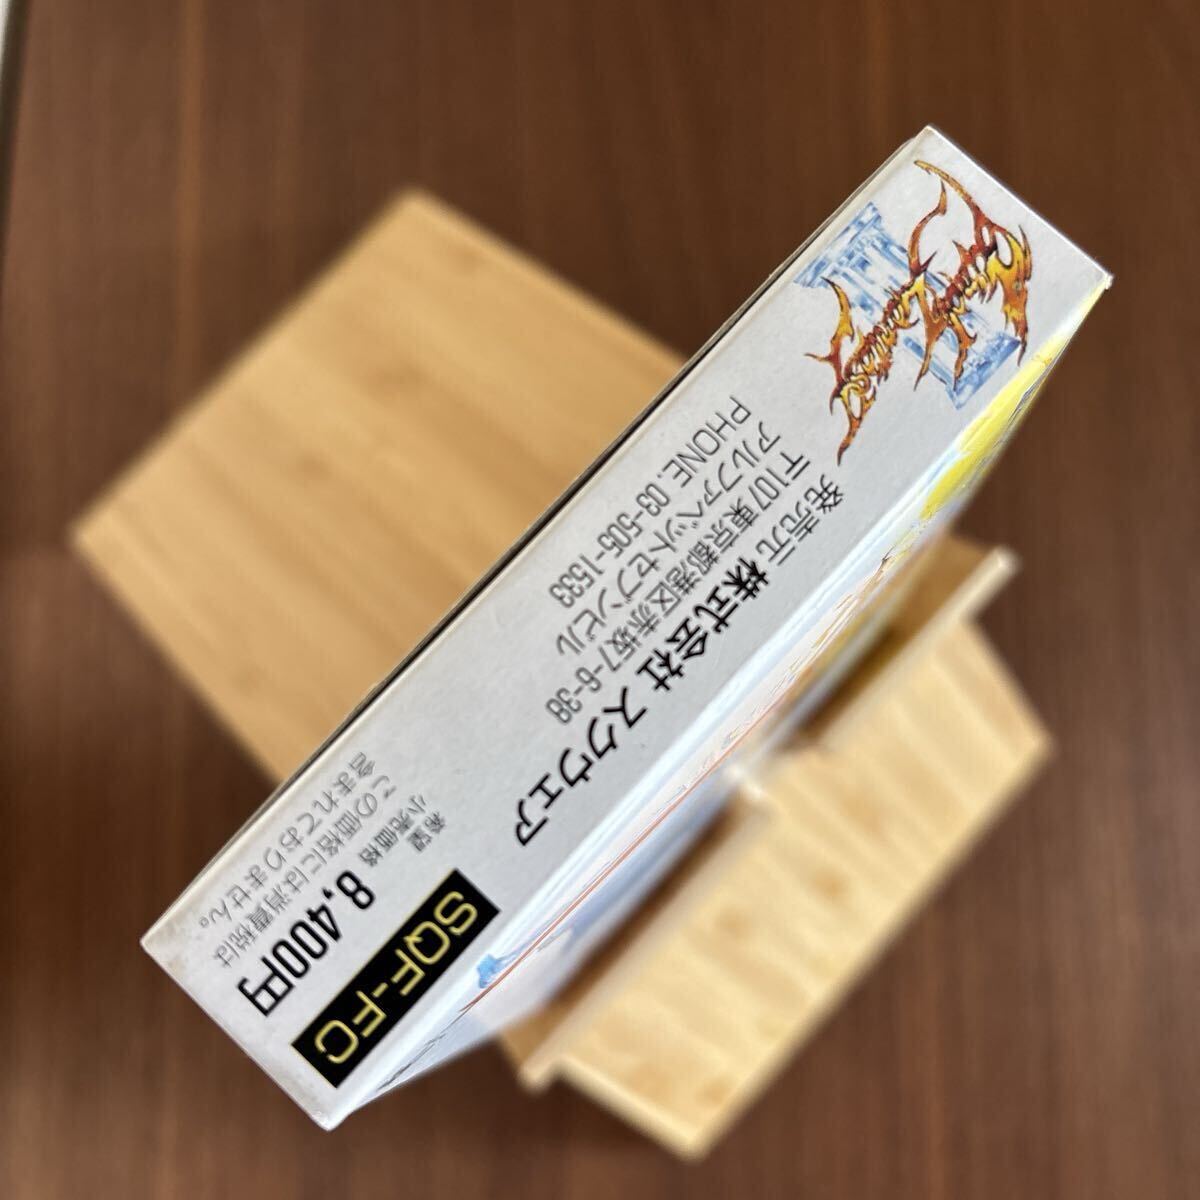 Final Fantasy
発売元 株式会社 スクウェア
〒107 東京都港区赤坂7-6-38
アルファベットセブンビル
PHONE. 03-505-1533
希望
小売価格 8,400円
この価格には消費税は
含まれておりません。
SQF-FC